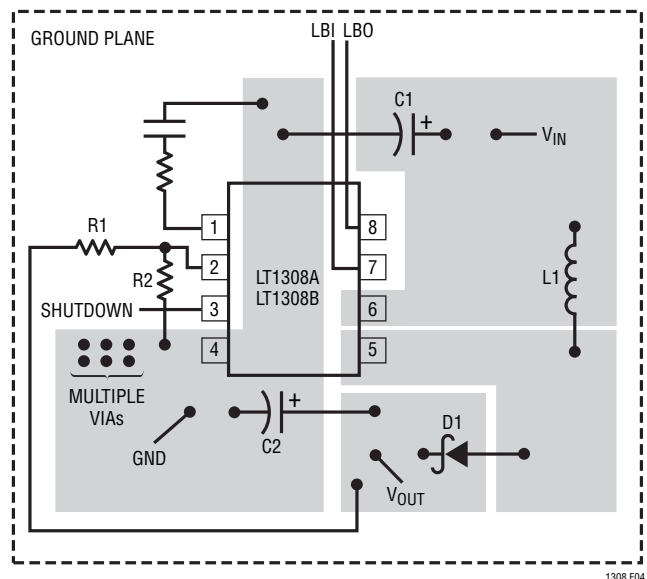 GROUND PLANE
LBI LBO
C1
+
VIN
1
8
R1
2
7
L1
R2
LT1308A
LT1308B
SHUTDOWN
3
6
4
5
MULTIPLE
VIAs
+
C2
D1
GND
VOUT
1308 F04